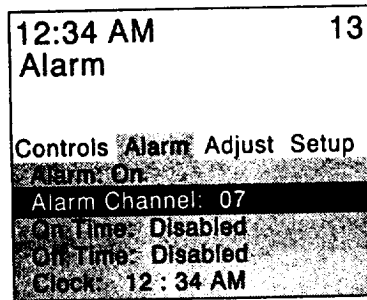 12:34 AM 13
Alarm
Controls Alarm Adjust Setup
Alarm: On
Alarm Channel: 07
On Time: Disabled
Off Time: Disabled
Clock: 12 : 34 AM